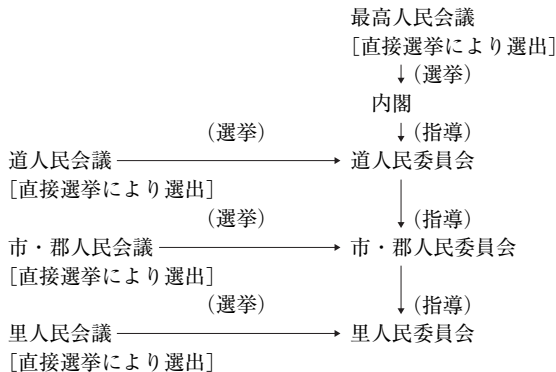 最高人民会議
[直接選挙により選出]
(選挙)
内閣
(選挙) (指導)
道人民会議 道人民委員会
[直接選挙により選出]
(選挙) (指導)
市・郡人民会議 市・郡人民委員会
[直接選挙により選出]
(選挙) (指導)
里人民会議 里人民委員会
[直接選挙により選出]